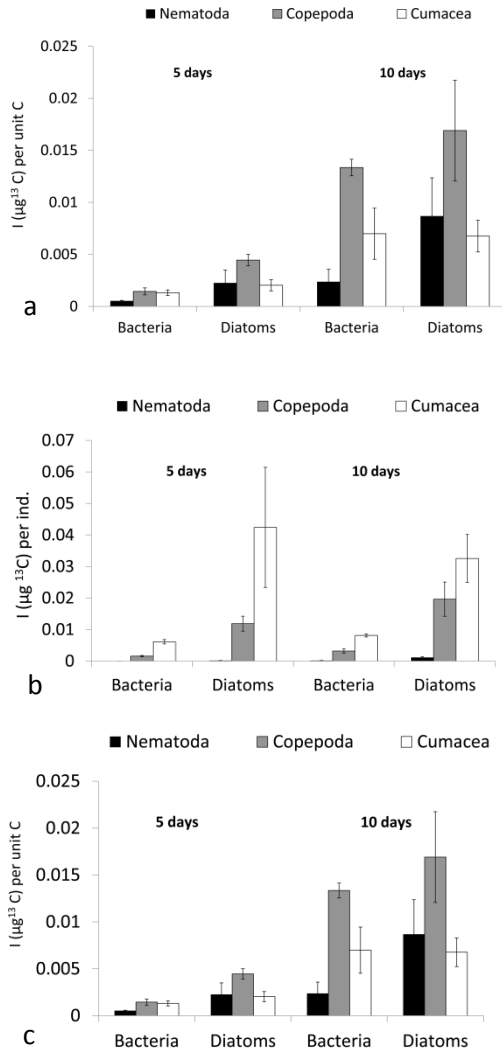 Nematoda Copepoda Cumacea
0.025
5 days 10 days
0.02
0.015
0.01
0.005
0
I (µg¹³ C) per unit C
Bacteria Diatoms Bacteria Diatoms
a
Nematoda Copepoda Cumacea
0.07
5 days 10 days
0.06
0.05
0.04
0.03
0.02
0.01
0
I (µg ¹³C) per ind.
Bacteria Diatoms Bacteria Diatoms
b
Nematoda Copepoda Cumacea
0.025
5 days 10 days
0.02
0.015
0.01
0.005
0
I (µg¹³ C) per unit C
Bacteria Diatoms Bacteria Diatoms
c